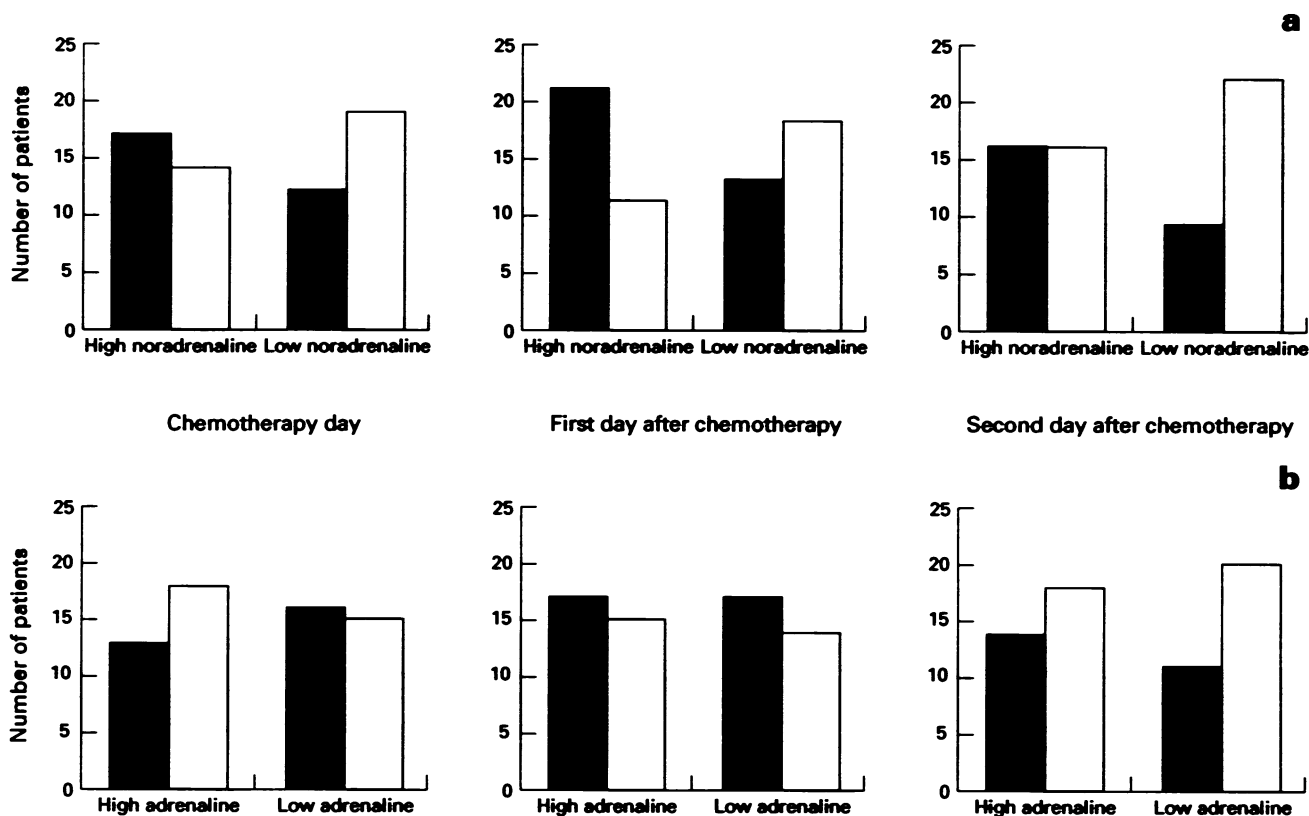 a
Number of patients
25
20
15
10
5
0
High noradrenaline Low noradrenaline
25
20
15
10
5
0
High noradrenaline Low noradrenaline
25
20
15
10
5
0
High noradrenaline Low noradrenaline
Chemotherapy day
First day after chemotherapy
Second day after chemotherapy
b
Number of patients
25
20
15
10
5
0
High adrenaline Low adrenaline
25
20
15
10
5
0
High adrenaline Low adrenaline
25
20
15
10
5
0
High adrenaline Low adrenaline